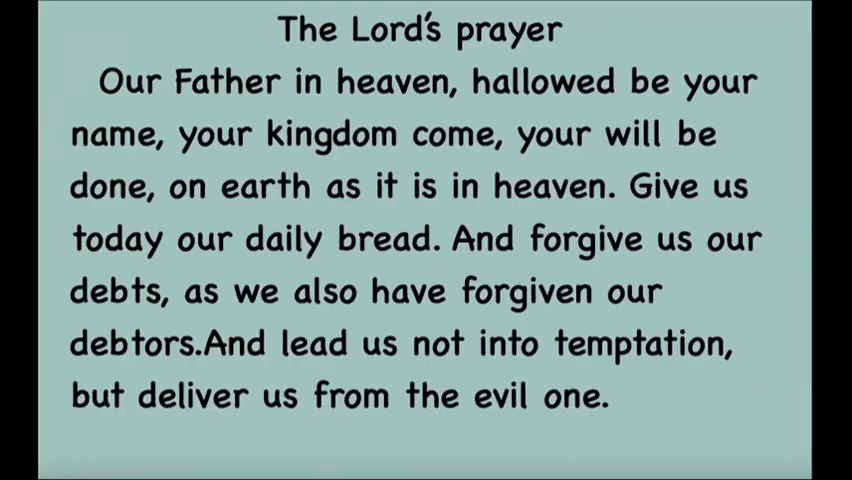 The Lord's prayer
Our Father in heaven, hallowed be your
name, your kingdom come, your will be
done, on earth as it is in heaven. Give us
today our daily bread. And forgive us our
debts, as we also have forgiven our
debtors.And lead us not into temptation,
but deliver us from the evil one.